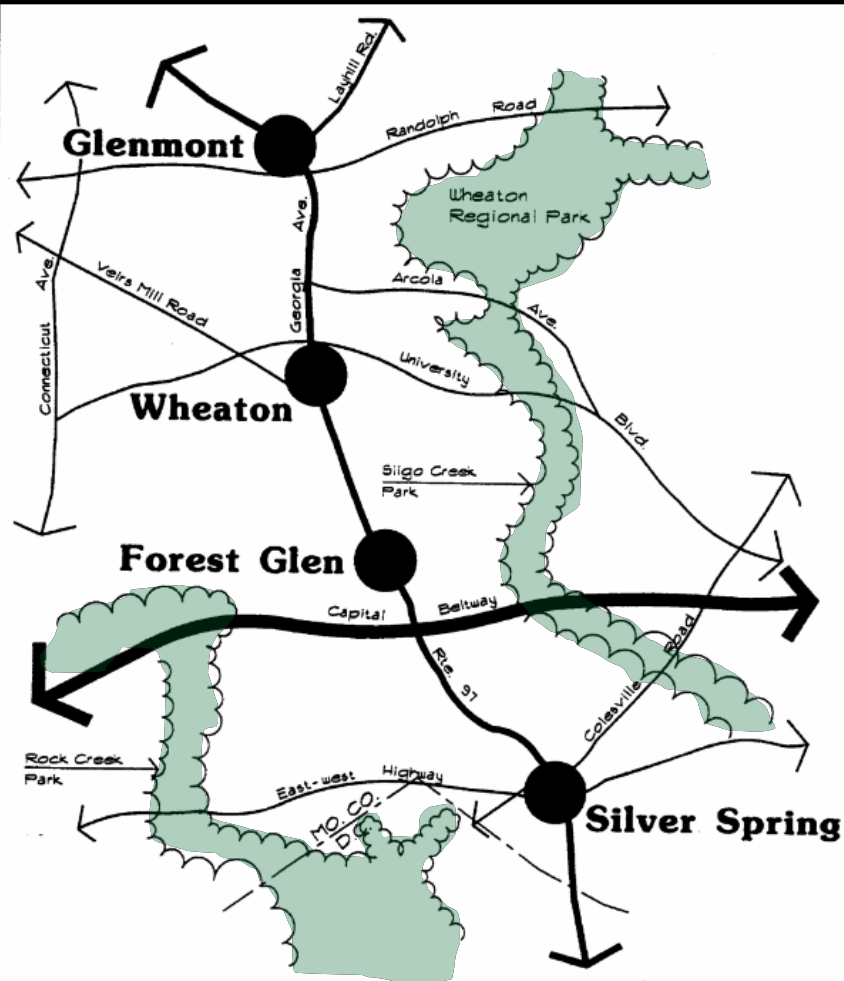 Layhill Rd.
Randolph Road
Glenmont
Wheaton
Regional Park
Georgia Ave.
Connecticut Ave.
Veirs Mill Road
Arcola Ave.
University Blvd.
Wheaton
Sligo Creek
Park
Forest Glen
Capital Beltway
Rte. 97
Colesville Road
Rock Creek
Park
East-west Highway
MO. CO.
D.C.
Silver Spring